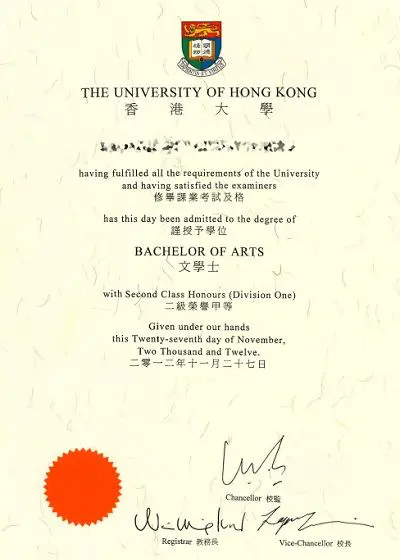 THE UNIVERSITY OF HONG KONG
香港大學
having fulfilled all the requirements of the University
and having satisfied the examiners
修畢課業考試及格
has this day been admitted to the degree of
謹授予學位
BACHELOR OF ARTS
文學士
with Second Class Honours (Division One)
二級榮譽甲等
Given under our hands
this Twenty-seventh day of November,
Two Thousand and Twelve.
二零一二年十一月二十七日
Chancellor 校監
Registrar 教務長
Vice-Chancellor 校長